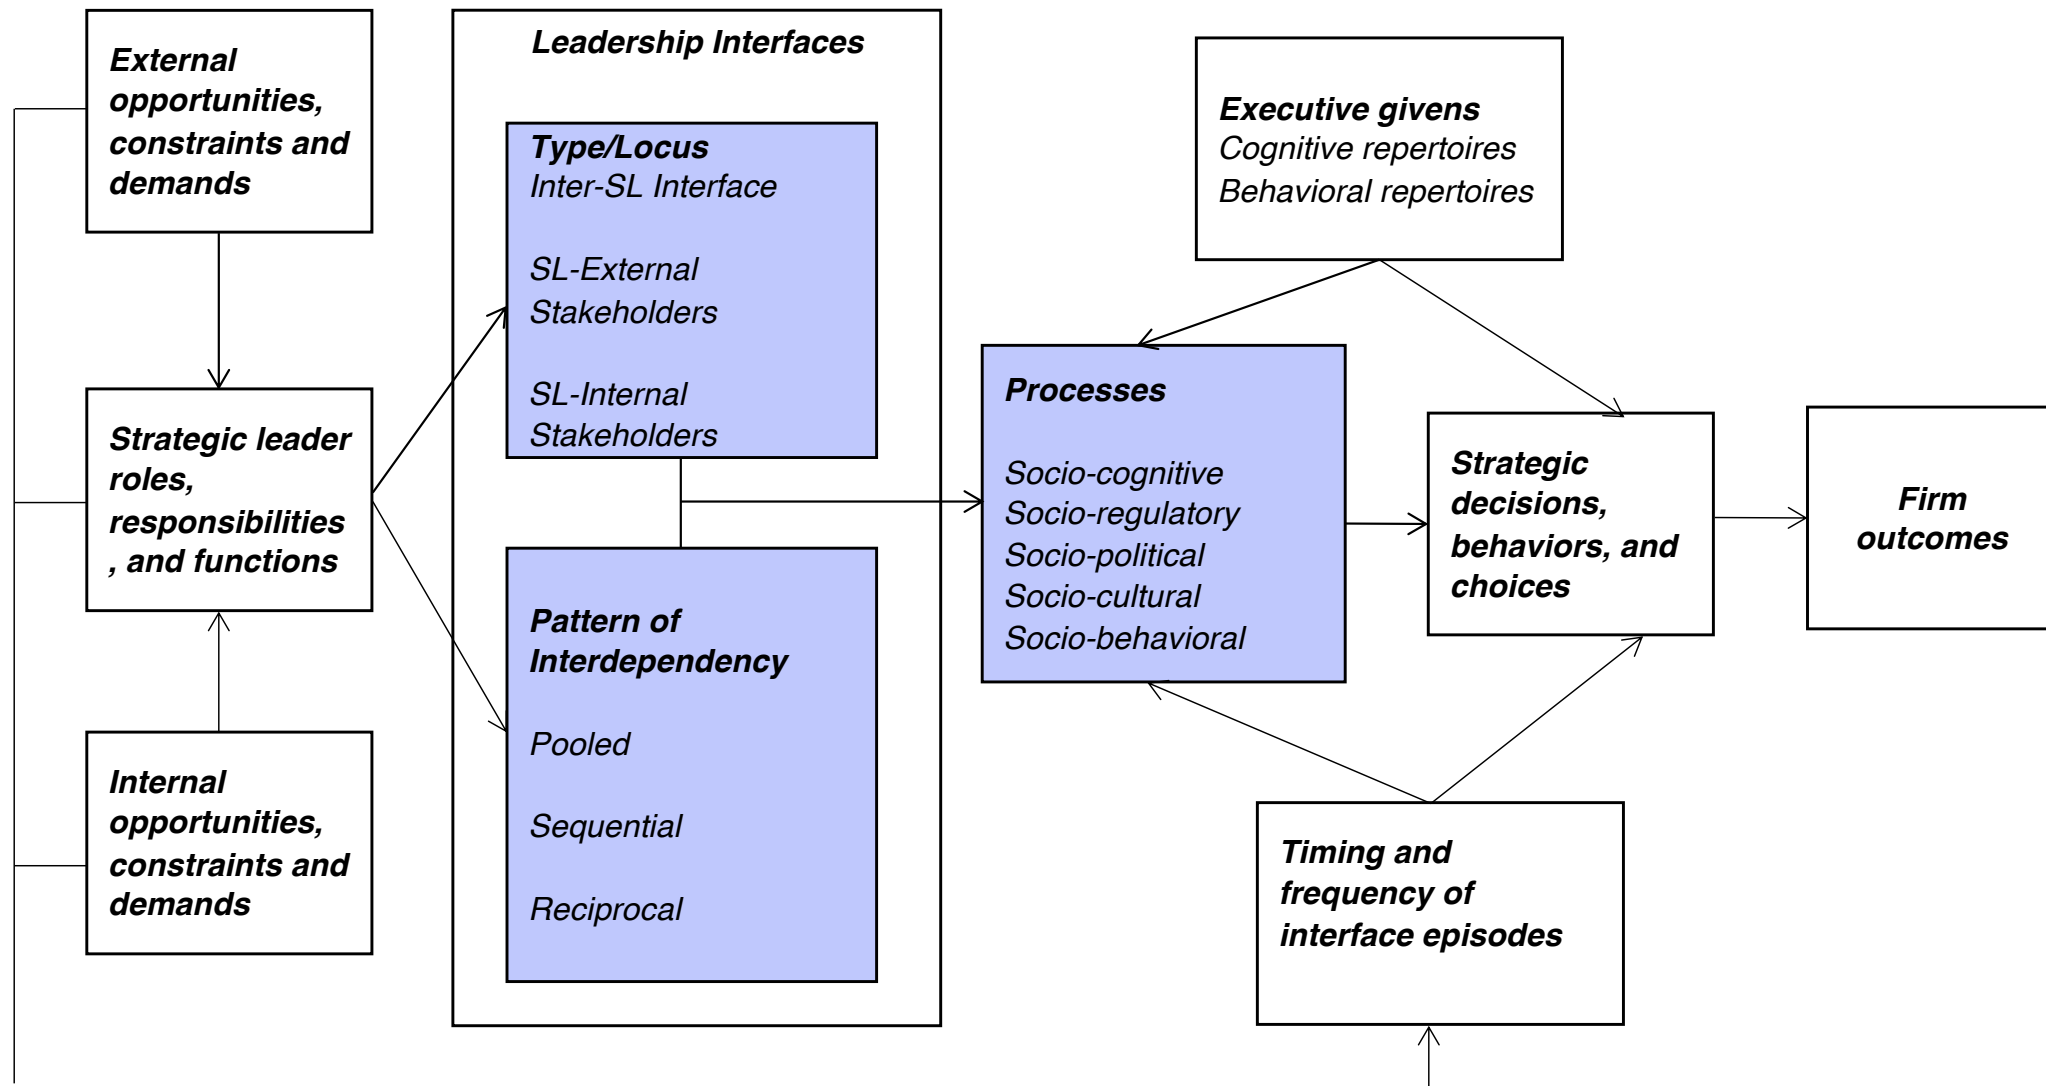 External
opportunities,
constraints and
demands
Strategic leader
roles,
responsibilities
, and functions
Internal
opportunities,
constraints and
demands
Leadership Interfaces
Type/Locus
Inter-SL Interface
SL-External
Stakeholders
SL-Internal
Stakeholders
Pattern of
Interdependency
Pooled
Sequential
Reciprocal
Executive givens
Cognitive repertoires
Behavioral repertoires
Processes
Socio-cognitive
Socio-regulatory
Socio-political
Socio-cultural
Socio-behavioral
Strategic
decisions,
behaviors, and
choices
Firm
outcomes
Timing and
frequency of
interface episodes